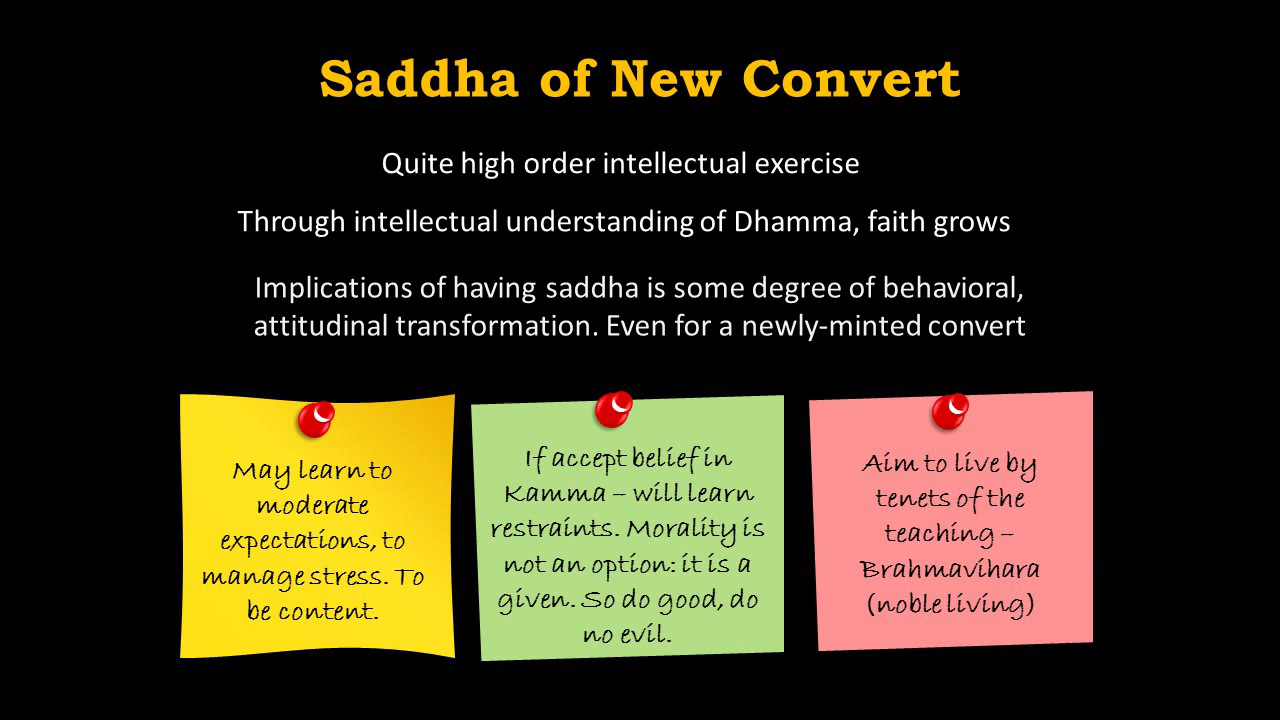 Saddha of New Convert
Quite high order intellectual exercise
Through intellectual understanding of Dhamma, faith grows
Implications of having saddha is some degree of behavioral,
attitudinal transformation. Even for a newly-minted convert
May learn to
moderate
expectations, to
manage stress. To
be content.
If accept belief in
Kamma – will learn
restraints. Morality is
not an option: it is a
given. So do good, do
no evil.
Aim to live by
tenets of the
teaching –
Brahmavihara
(noble living)